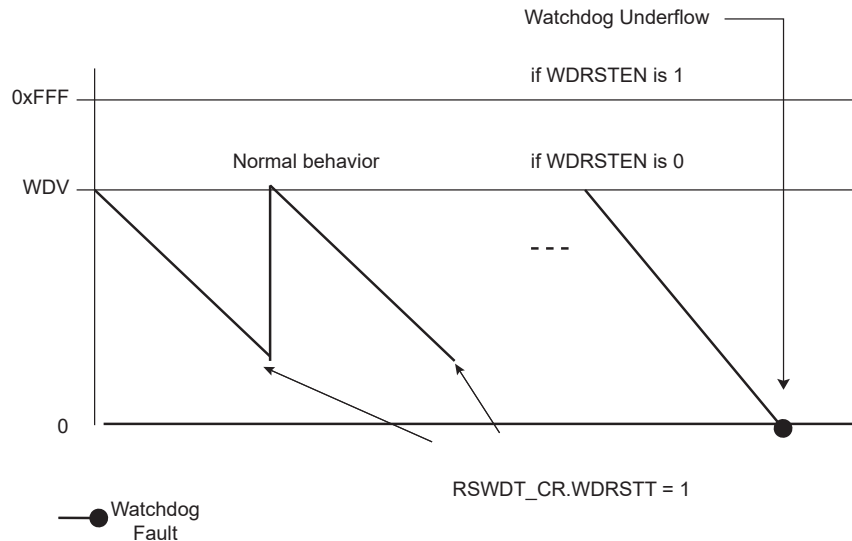 Watchdog Underflow
if WDRSTEN is 1
0xFFF
Normal behavior
if WDRSTEN is 0
WDV
0
RSWDT_CR.WDRSTT = 1
Watchdog
Fault